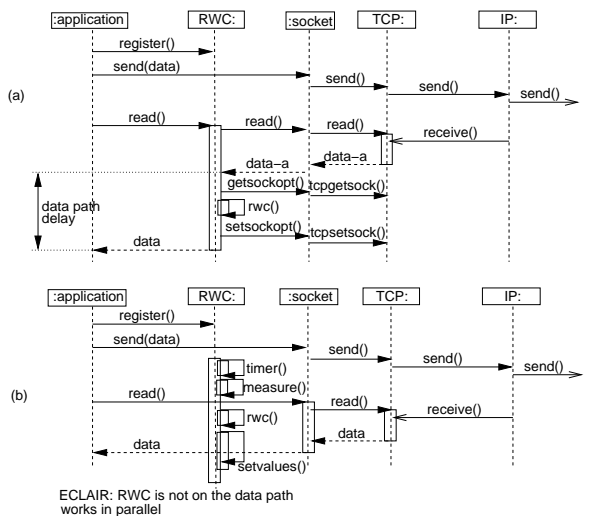 :application RWC: :socket TCP: IP:
register()
send(data)
send()
send()
send()
(a)
read() read() read()
receive()
data-a
data-a
getsockopt() tcpgetsock()
data path
delay
rwc()
setsockopt() tcpsetsock()
data
:application RWC: :socket TCP: IP:
register()
send(data)
send()
send()
send()
timer()
measure()
(b)
read() read()
receive()
rwc()
data data
setvalues()
ECLAIR: RWC is not on the data path
works in parallel